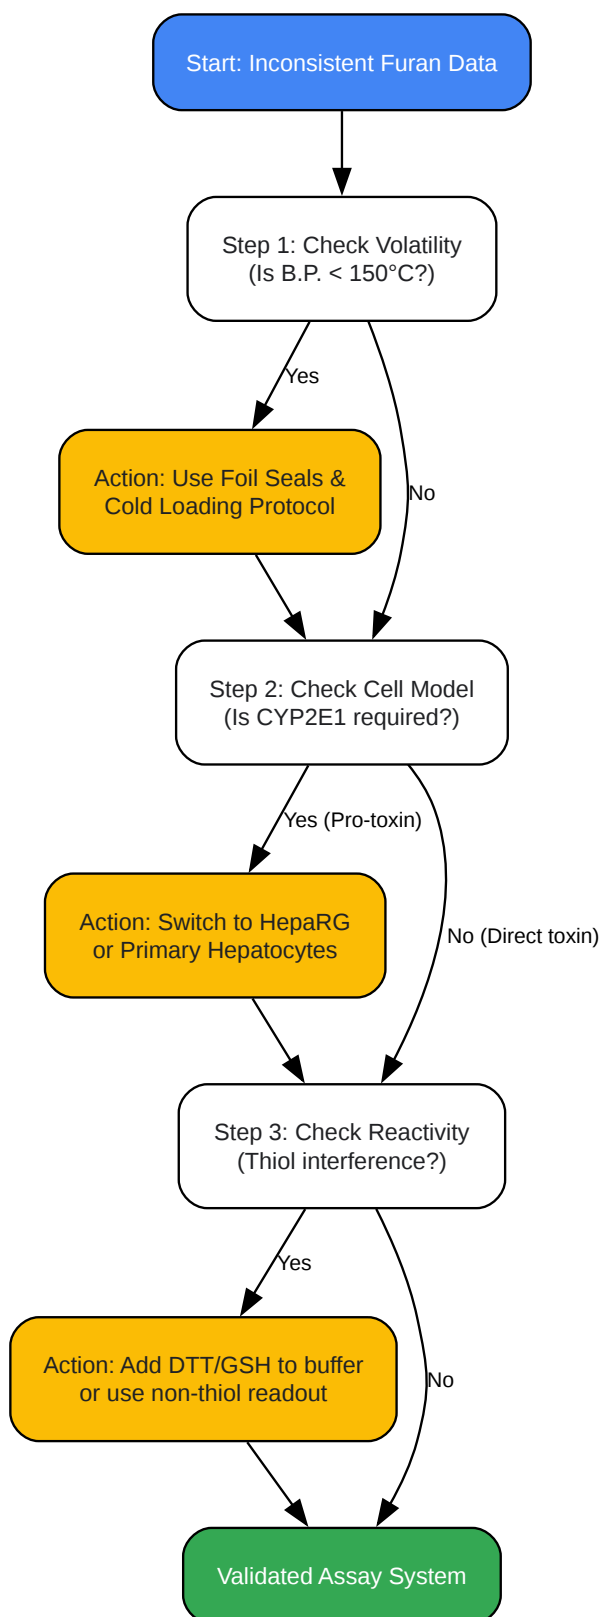 Start: Inconsistent Furan Data
Step 1: Check Volatility
(Is B.P. < 150°C?)
Yes
Action: Use Foil Seals &
Cold Loading Protocol
No
Step 2: Check Cell Model
(Is CYP2E1 required?)
Yes (Pro-toxin)
Action: Switch to HepaRG
or Primary Hepatocytes
No (Direct toxin)
Step 3: Check Reactivity
(Thiol interference?)
Yes
Action: Add DTT/GSH to buffer
or use non-thiol readout
No
Validated Assay System